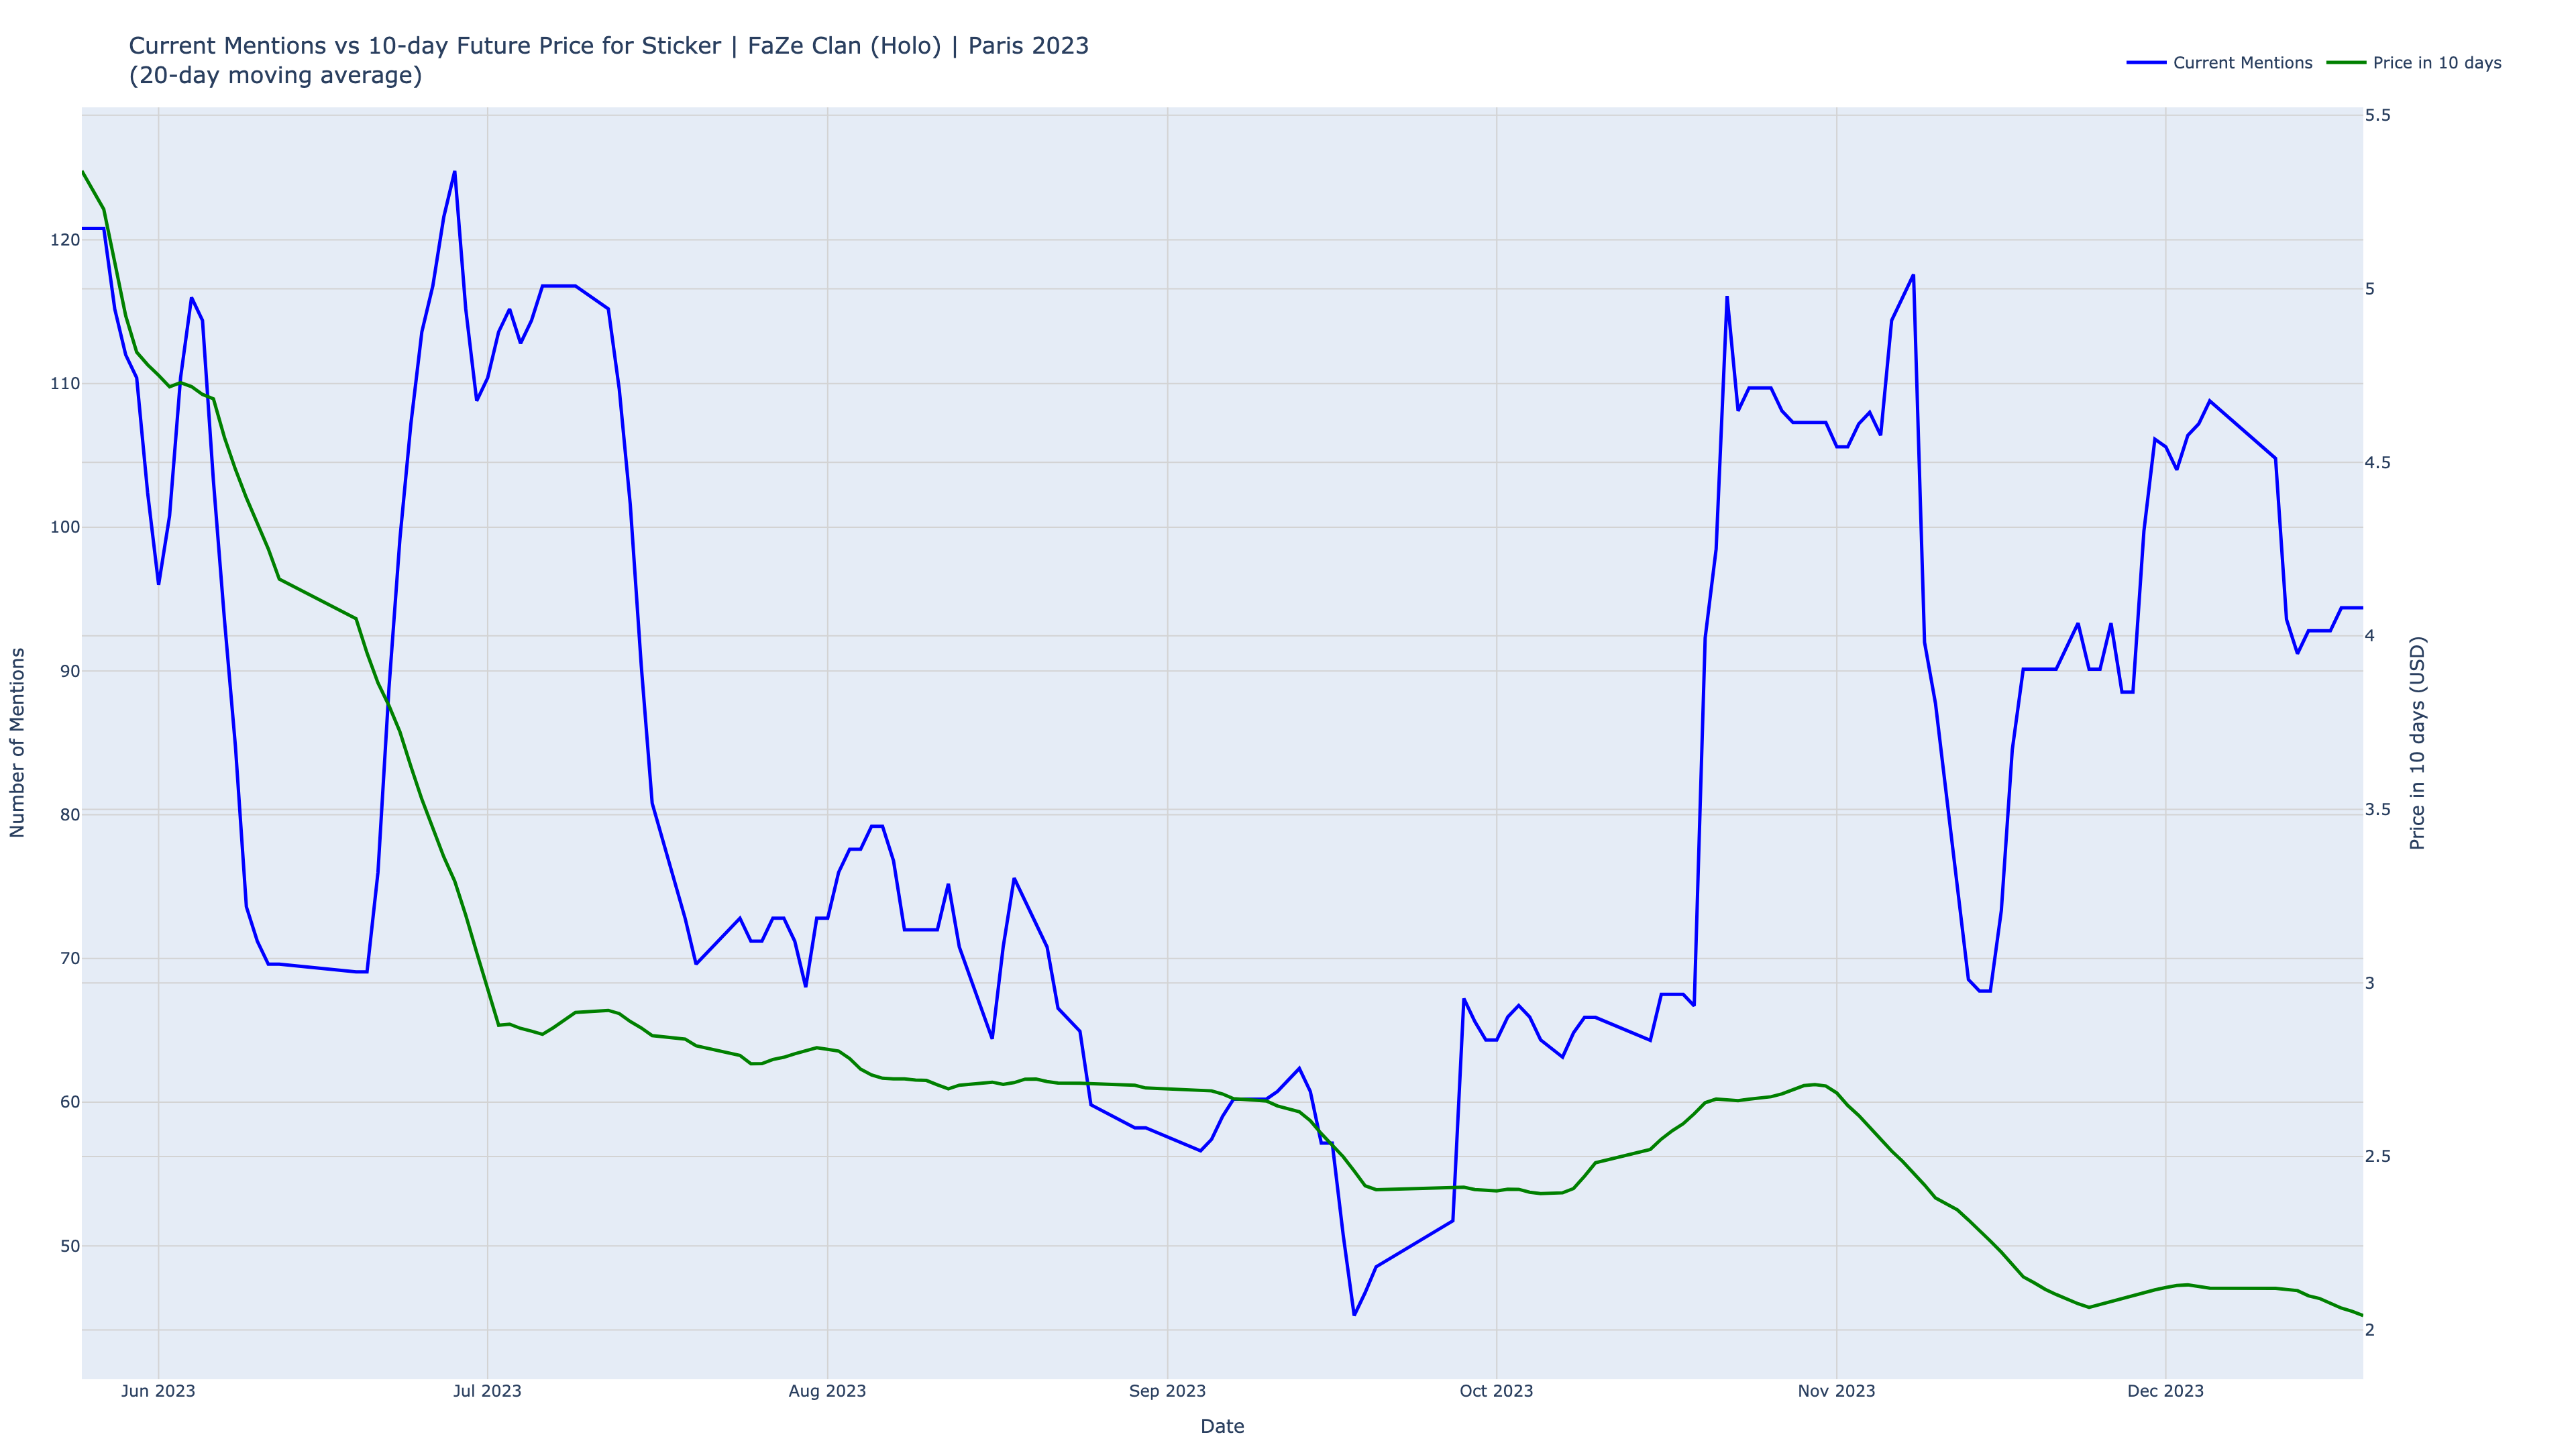 Current Mentions vs 10-day Future Price for Sticker | FaZe Clan (Holo) | Paris 2023
(20-day moving average)
Current Mentions
Price in 10 days
120
110
100
90
80
70
60
50
Number of Mentions
5.5
5
4.5
4
3.5
3
2.5
2
Price in 10 days (USD)
Jun 2023
Jul 2023
Aug 2023
Sep 2023
Oct 2023
Nov 2023
Dec 2023
Date